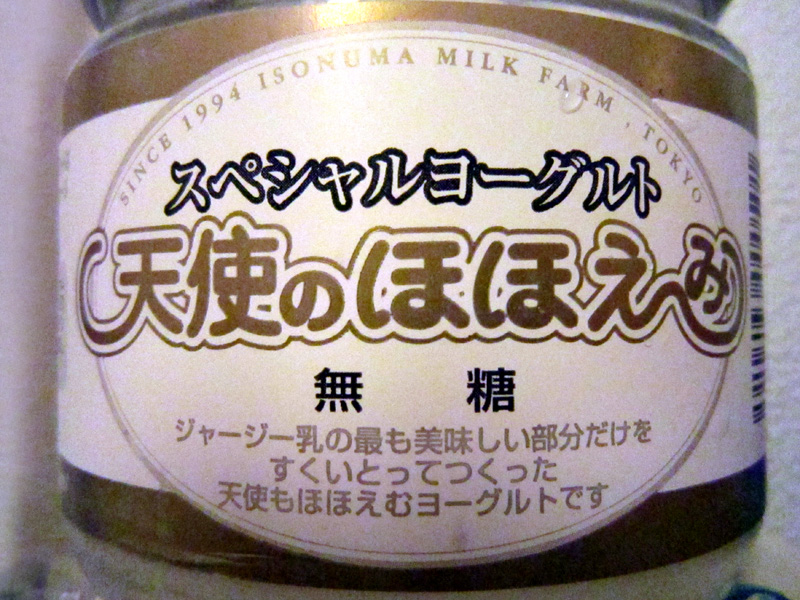 SINCE 1994 ISONUMA MILK FARM, TOKYO
スペシャルヨーグルト
天使のほほえみ
無 糖
ジャージー乳の最も美味しい部分だけを
すくいとってつくった
天使もほほえむヨーグルトです